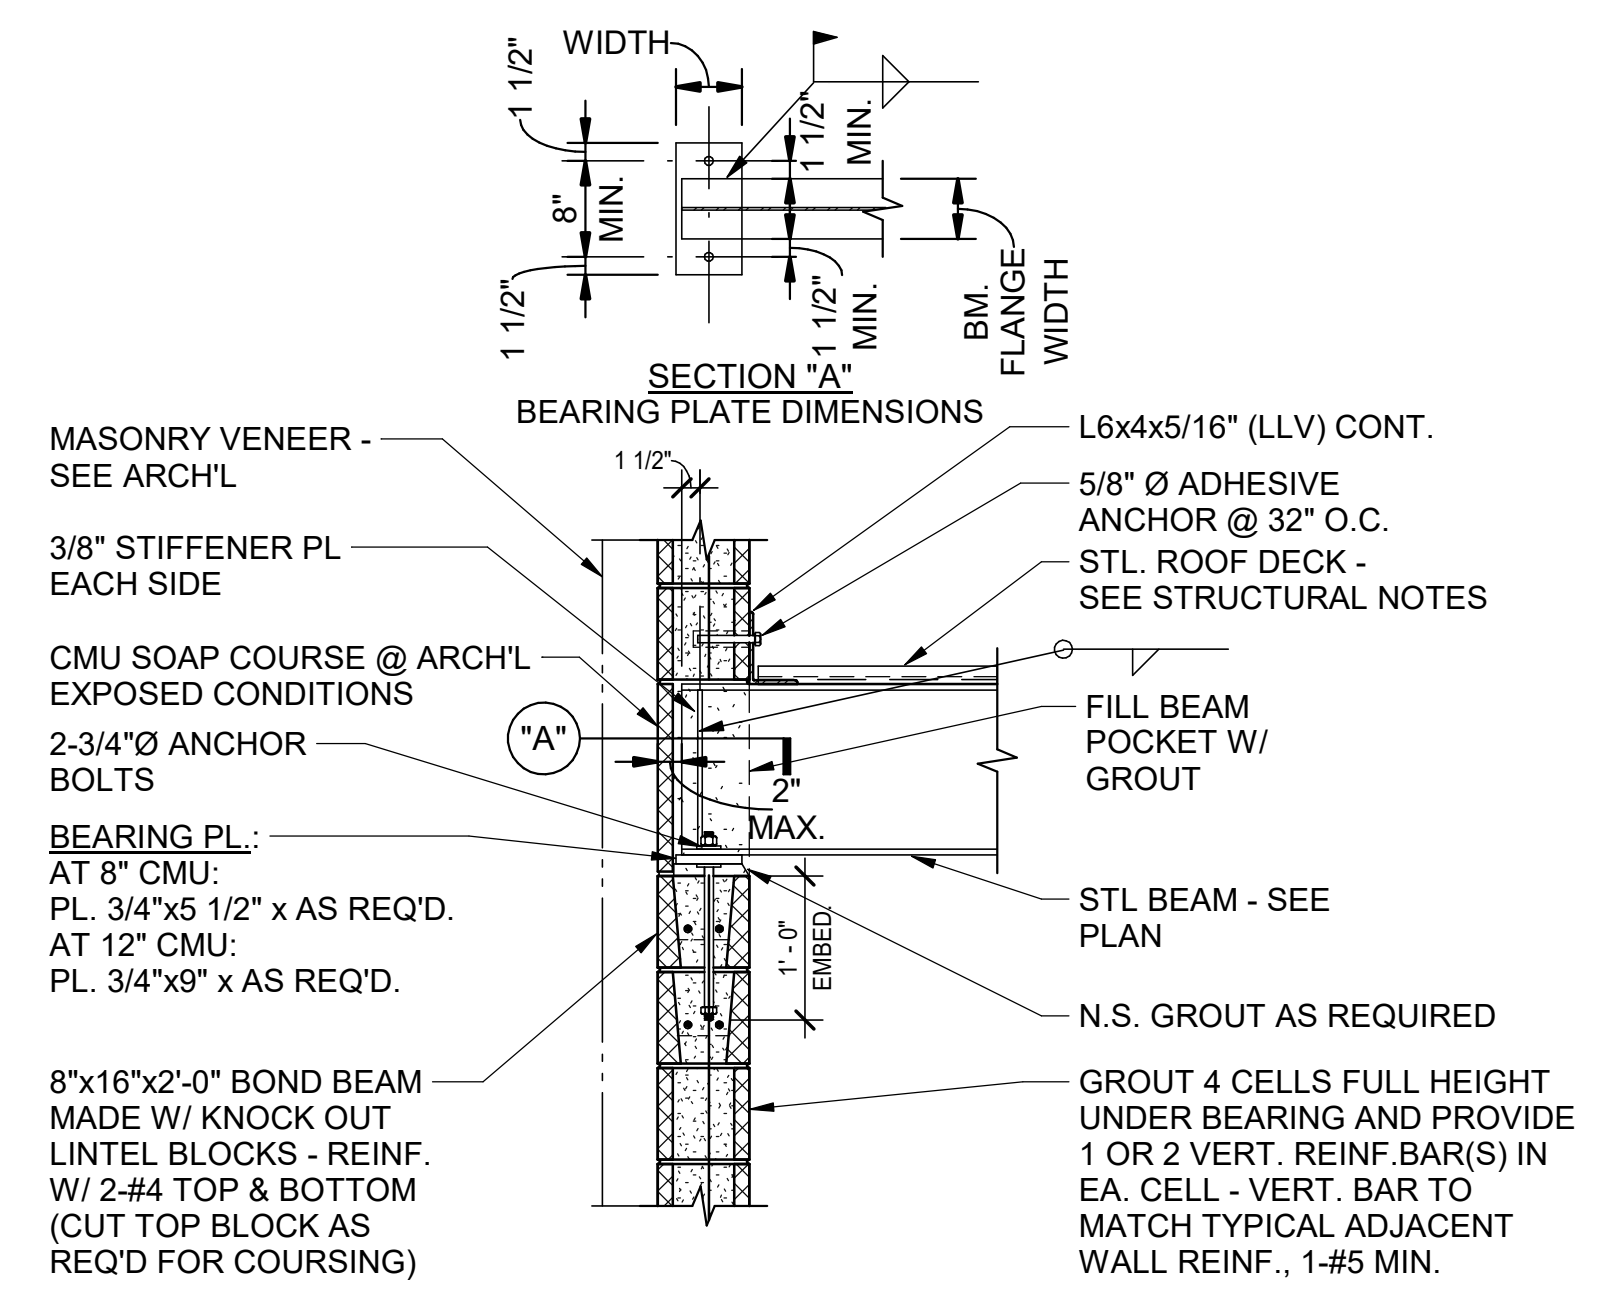 WIDTH
1 1/2"
1 1/2"
MIN.
8"
MIN.
1 1/2"
1 1/2"
MIN.
BM.
FLANGE
WIDTH
SECTION "A"
BEARING PLATE DIMENSIONS
MASONRY VENEER -
SEE ARCH'L
3/8" STIFFENER PL
EACH SIDE
CMU SOAP COURSE @ ARCH'L
EXPOSED CONDITIONS
2-3/4"Ø ANCHOR
BOLTS
BEARING PL.:
AT 8" CMU:
PL. 3/4"x5 1/2" x AS REQ'D.
AT 12" CMU:
PL. 3/4"x9" x AS REQ'D.
8"x16"x2'-0" BOND BEAM
MADE W/ KNOCK OUT
LINTEL BLOCKS - REINF.
W/ 2-#4 TOP & BOTTOM
(CUT TOP BLOCK AS
REQ'D FOR COURSING)
1 1/2"
"A"
2"
MAX.
1' - 0"
EMBED.
L6x4x5/16" (LLV) CONT.
5/8" Ø ADHESIVE
ANCHOR @ 32" O.C.
STL. ROOF DECK -
SEE STRUCTURAL NOTES
FILL BEAM
POCKET W/
GROUT
STL BEAM - SEE
PLAN
N.S. GROUT AS REQUIRED
GROUT 4 CELLS FULL HEIGHT
UNDER BEARING AND PROVIDE
1 OR 2 VERT. REINF.BAR(S) IN
EA. CELL - VERT. BAR TO
MATCH TYPICAL ADJACENT
WALL REINF., 1-#5 MIN.